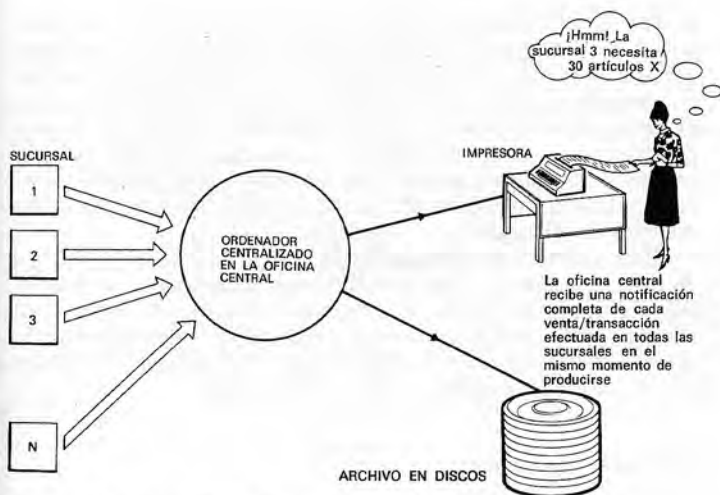 ¡Hmm! La
sucursal 3 necesita
30 artículos X
SUCURSAL
1
2
3
N
ORDENADOR
CENTRALIZADO
EN LA OFICINA
CENTRAL
IMPRESORA
La oficina central
recibe una notificación
completa de cada
venta/transacción
efectuada en todas las
sucursales en el
mismo momento de
producirse
ARCHIVO EN DISCOS